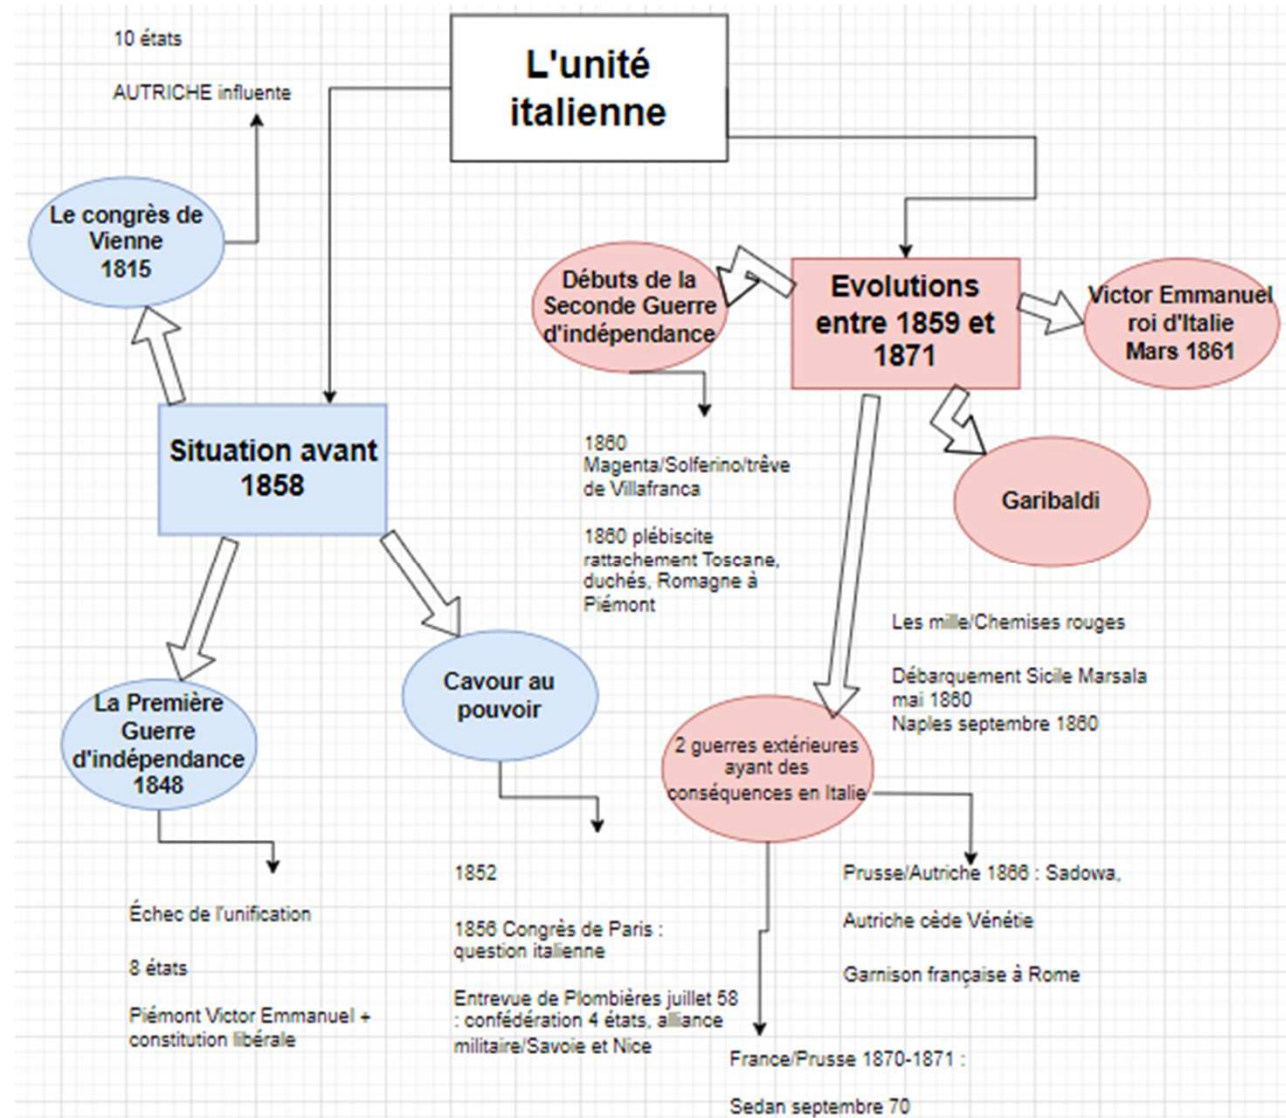 L'unité
italienne
10 états
AUTRICHE influente
Le congrès de
Vienne
1815
Situation avant
1858
La Première
Guerre
d'indépendance
1848
Échec de l'unification
8 états
Piémont Victor Emmanuel +
constitution libérale
Cavour au
pouvoir
1852
1856 Congrès de Paris :
question italienne
Entrevue de Plombières juillet 58
: confédération 4 états, alliance
militaire/Savoie et Nice
Evolutions
entre 1859 et
1871
Débuts de la
Seconde Guerre
d'indépendance
1860
Magenta/Solferino/trêve
de Villafranca
1860 plébiscite
rattachement Toscane,
duchés, Romagne à
Piémont
Victor Emmanuel
roi d'Italie
Mars 1861
Garibaldi
Les mille/Chemises rouges
Débarquement Sicile Marsala
mai 1860
Naples septembre 1860
2 guerres extérieures
ayant des
conséquences en Italie
Prusse/Autriche 1866 : Sadowa,
Autriche cède Vénétie
Garnison française à Rome
France/Prusse 1870-1871 :
Sedan septembre 70